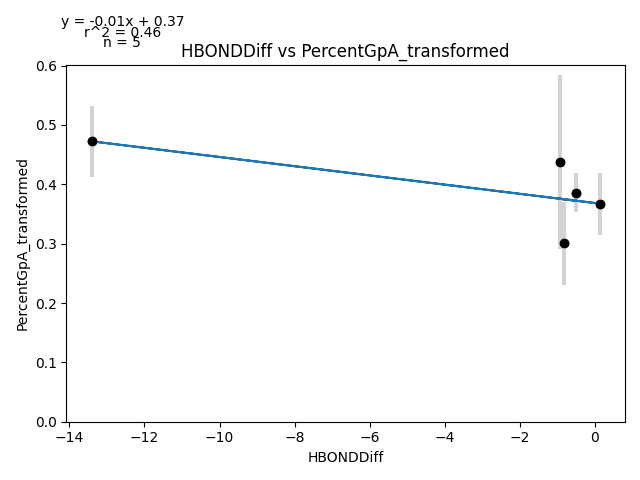 y = -0.01x + 0.37
r^2 = 0.46
n = 5
HBONDDiff vs PercentGpA_transformed
PercentGpA_transformed
0.6
0.5
0.4
0.3
0.2
0.1
0.0
−14 −12 −10 −8 −6 −4 −2 0
HBONDDiff